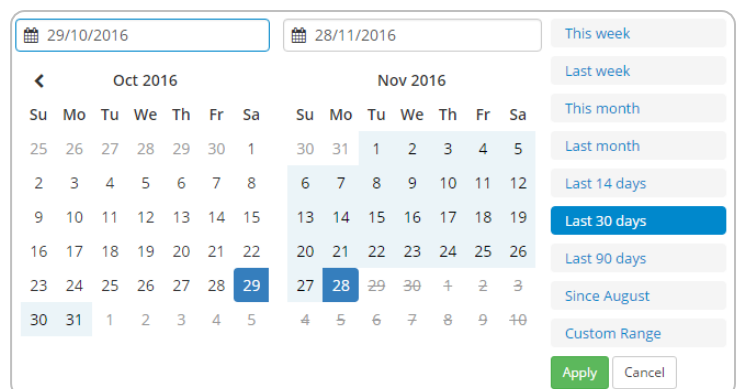 29/10/2016 28/11/2016
Oct 2016 Nov 2016
Su Mo Tu We Th Fr Sa Su Mo Tu We Th Fr Sa
25 26 27 28 29 30 1 30 31 1 2 3 4 5
2 3 4 5 6 7 8 6 7 8 9 10 11 12
9 10 11 12 13 14 15 13 14 15 16 17 18 19
16 17 18 19 20 21 22 20 21 22 23 24 25 26
23 24 25 26 27 28 29 27 28 29 30 1 2 3
30 31 1 2 3 4 5 4 5 6 7 8 9 10
This week
Last week
This month
Last month
Last 14 days
Last 30 days
Last 90 days
Since August
Custom Range
Apply Cancel